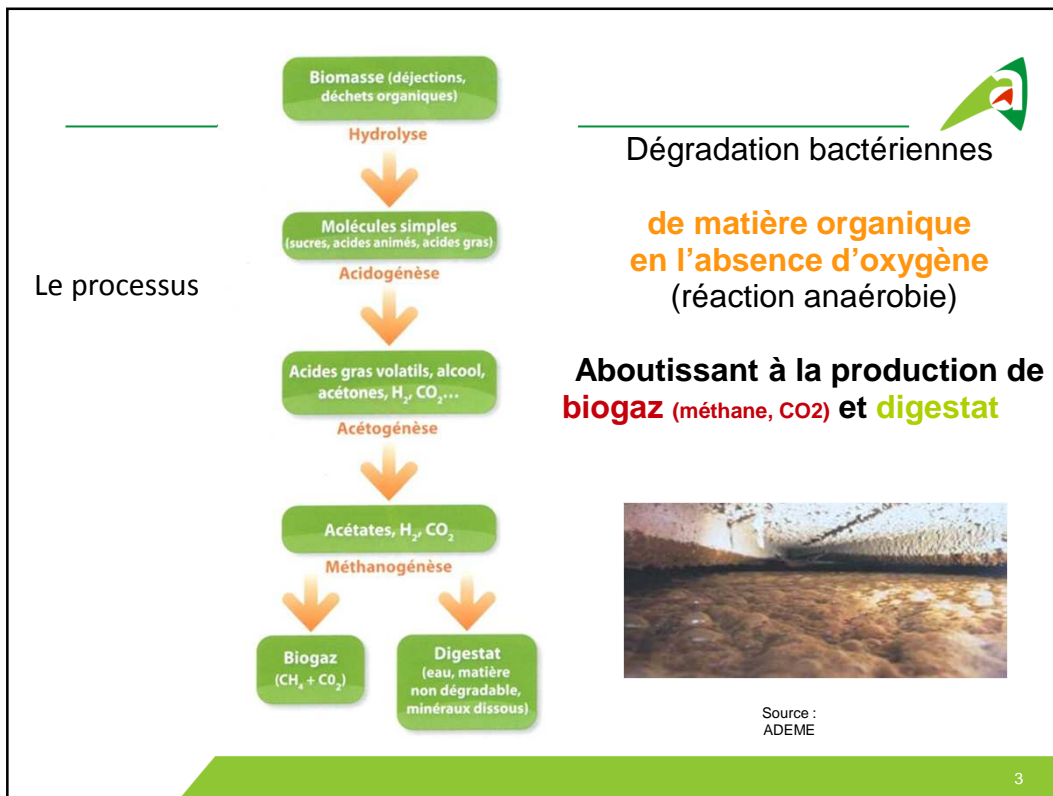 Le processus
Biomasse (déjections,
déchets organiques)
Hydrolyse
Molécules simples
(sucres, acides animés, acides gras)
Acidogénèse
Acides gras volatils, alcool,
acétones, H₂, CO₂...
Acétogénèse
Acétates, H₂, CO₂
Méthanogénèse
Biogaz
(CH₄ + CO₂)
Digestat
(eau, matière
non dégradable,
minéraux dissous)
a
Dégradation bactériennes
de matière organique
en l’absence d’oxygène
(réaction anaérobie)
Aboutissant à la production de
biogaz (méthane, CO2) et digestat
Source :
ADEME
3